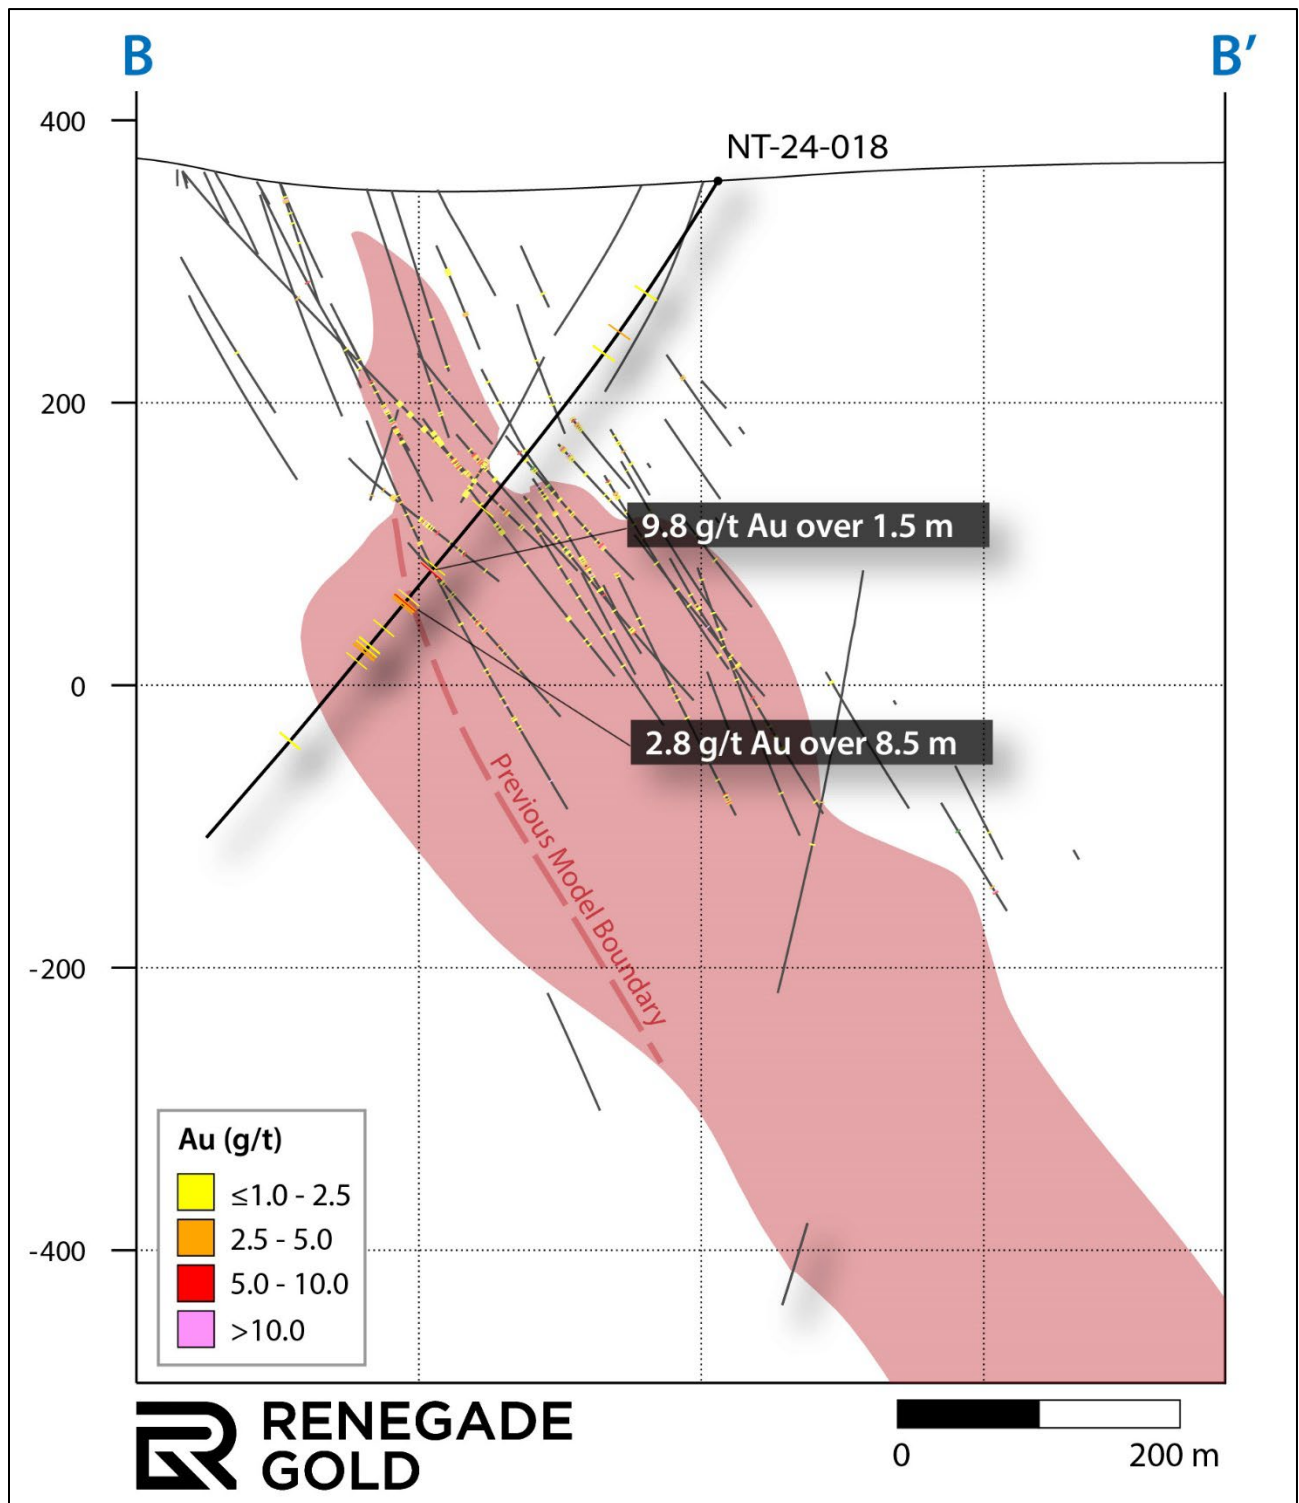 B
B′
400
NT-24-018
200
9.8 g/t Au over 1.5 m
0
2.8 g/t Au over 8.5 m
Previous Model Boundary
-200
Au (g/t)
≤1.0 - 2.5
2.5 - 5.0
5.0 - 10.0
>10.0
-400
RENEGADE
GOLD
0
200 m